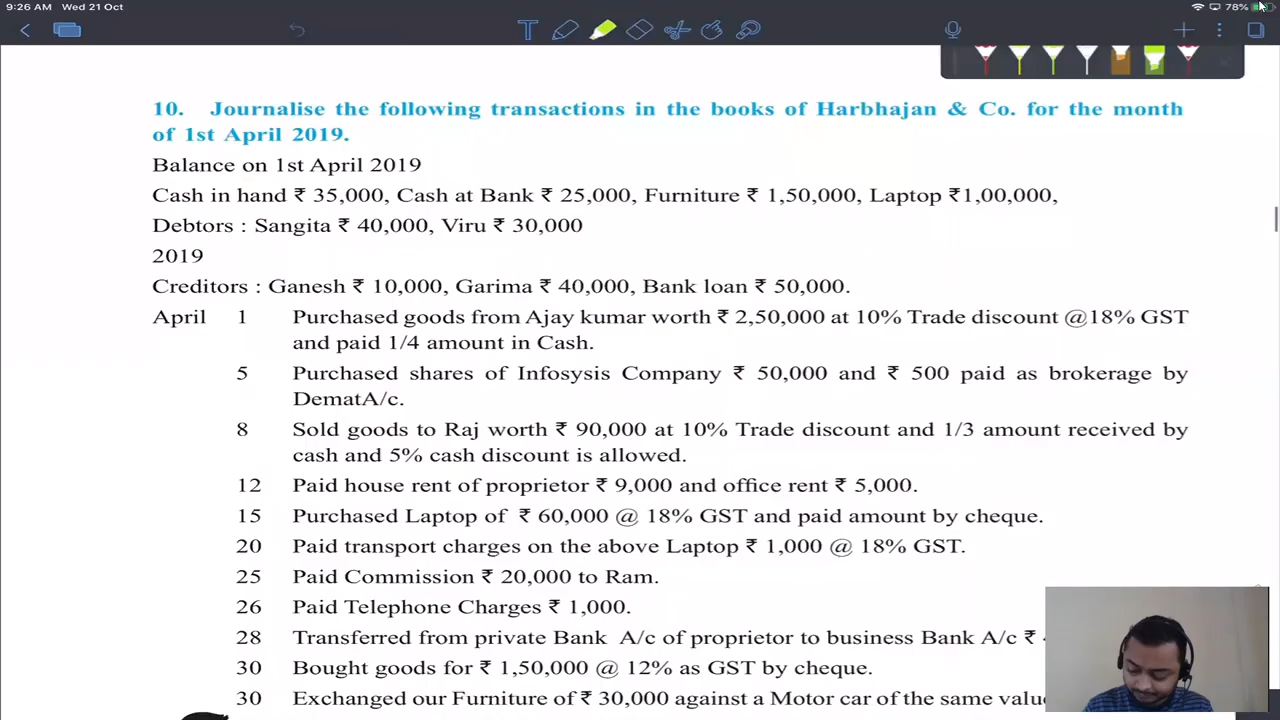 9:26 AM Wed 21 Oct
78%
10. Journalise the following transactions in the books of Harbhajan & Co. for the month
of 1st April 2019.
Balance on 1st April 2019
Cash in hand ₹ 35,000, Cash at Bank ₹ 25,000, Furniture ₹ 1,50,000, Laptop ₹1,00,000,
Debtors : Sangita ₹ 40,000, Viru ₹ 30,000
2019
Creditors : Ganesh ₹ 10,000, Garima ₹ 40,000, Bank loan ₹ 50,000.
April 1 Purchased goods from Ajay kumar worth ₹ 2,50,000 at 10% Trade discount @18% GST
and paid 1/4 amount in Cash.
5 Purchased shares of Infosysis Company ₹ 50,000 and ₹ 500 paid as brokerage by
DematA/c.
8 Sold goods to Raj worth ₹ 90,000 at 10% Trade discount and 1/3 amount received by
cash and 5% cash discount is allowed.
12 Paid house rent of proprietor ₹ 9,000 and office rent ₹ 5,000.
15 Purchased Laptop of ₹ 60,000 @ 18% GST and paid amount by cheque.
20 Paid transport charges on the above Laptop ₹ 1,000 @ 18% GST.
25 Paid Commission ₹ 20,000 to Ram.
26 Paid Telephone Charges ₹ 1,000.
28 Transferred from private Bank A/c of proprietor to business Bank A/c ₹
30 Bought goods for ₹ 1,50,000 @ 12% as GST by cheque.
30 Exchanged our Furniture of ₹ 30,000 against a Motor car of the same value